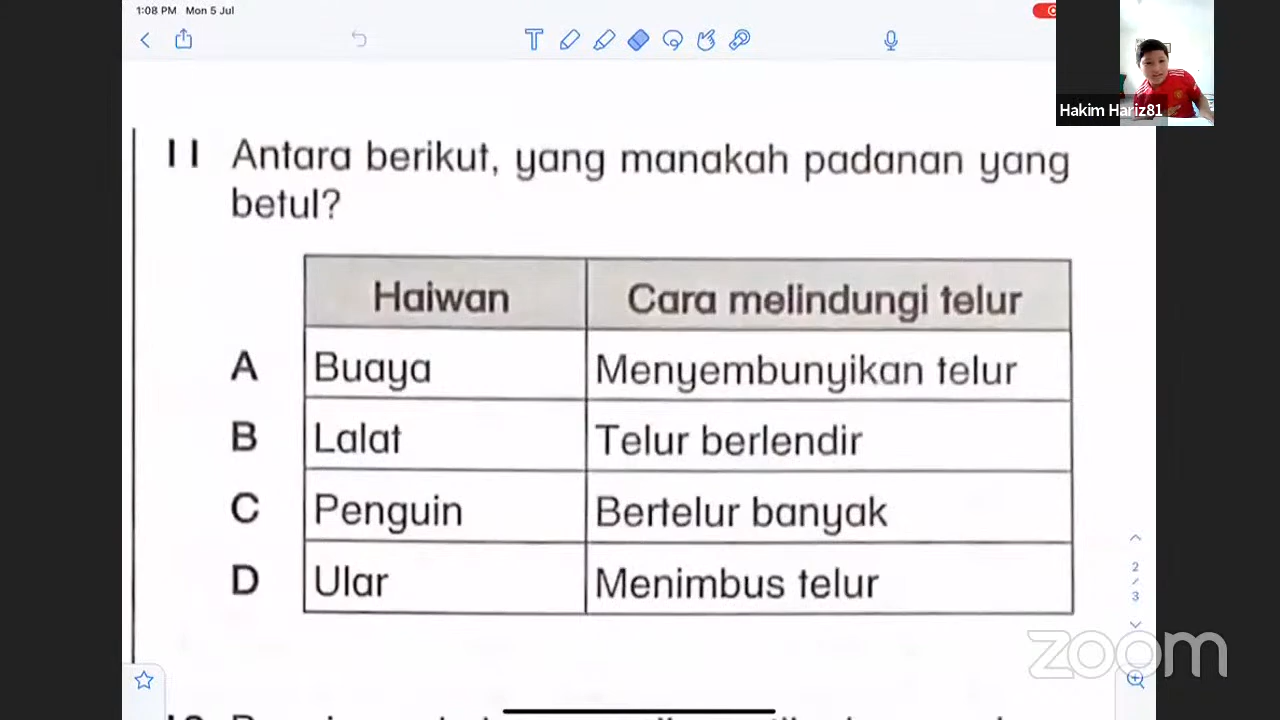 1:08 PM Mon 5 Jul
Hakim Hariz81
11 Antara berikut, yang manakah padanan yang
betul?
Haiwan Cara melindungi telur
A Buaya Menyembunyikan telur
B Lalat Telur berlendir
C Penguin Bertelur banyak
D Ular Menimbus telur
2
/
3
zoom